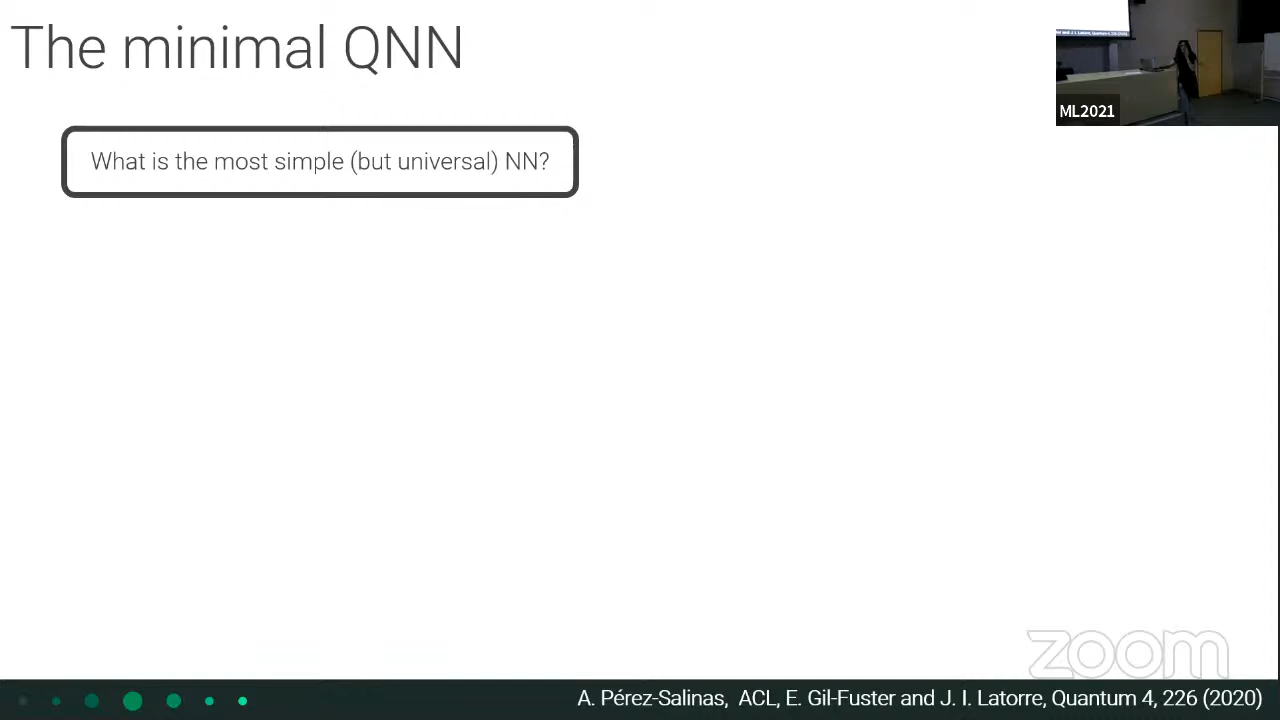 The minimal QNN
What is the most simple (but universal) NN?
ML2021
zoom
A. Pérez-Salinas, ACL, E. Gil-Fuster and J. I. Latorre, Quantum 4, 226 (2020)